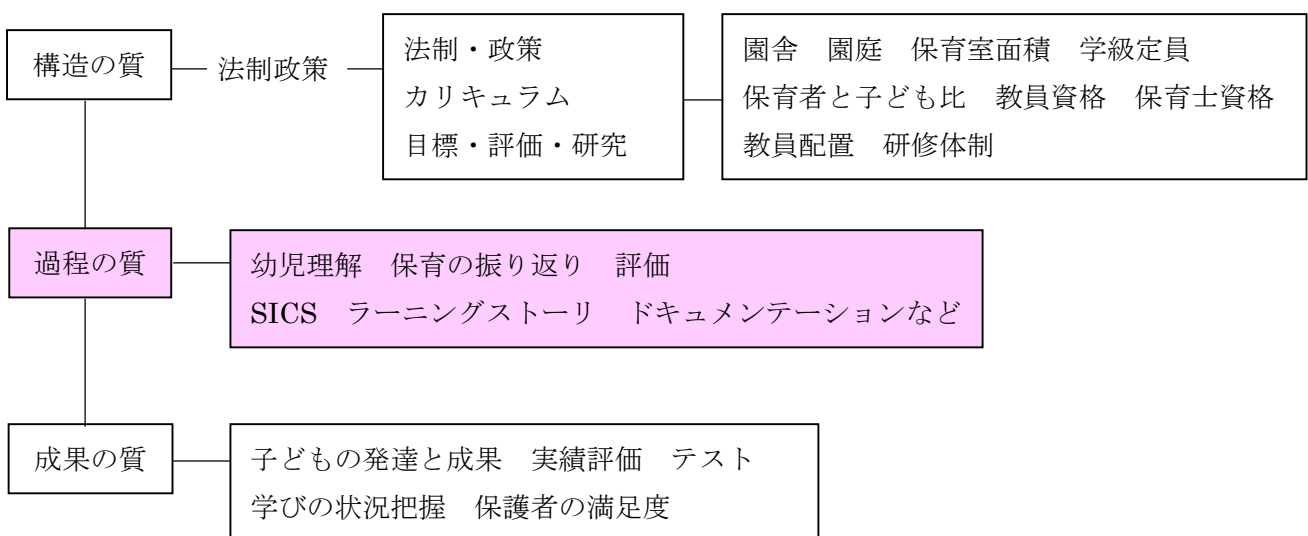 構造の質
法制政策
法制・政策
カリキュラム
目標・評価・研究
園舎　園庭　保育室面積　学級定員
保育者と子ども比　教員資格　保育士資格
教員配置　研修体制
過程の質
幼児理解　保育の振り返り　評価
SICS　ラーニングストーリ　ドキュメンテーションなど
成果の質
子どもの発達と成果　実績評価　テスト
学びの状況把握　保護者の満足度